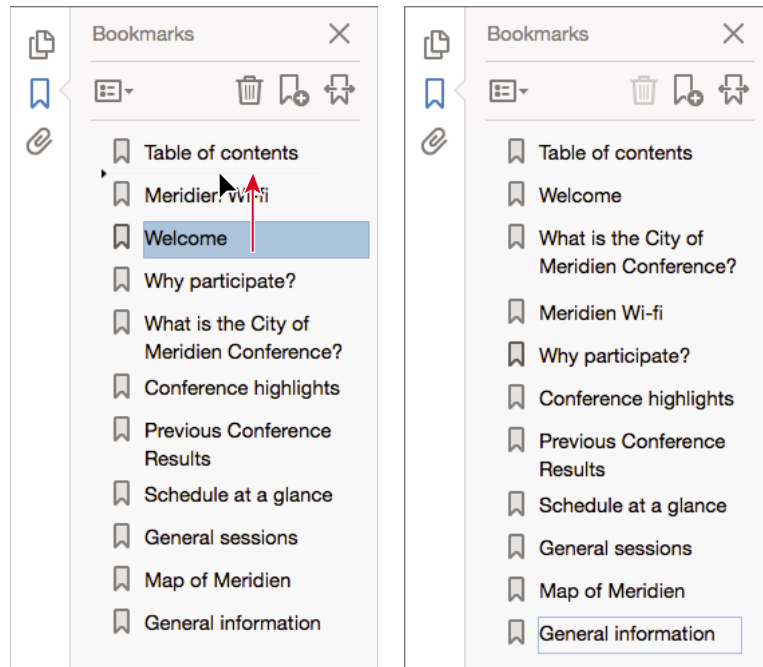 Bookmarks
Table of contents
Meridien Wi-fi
Welcome
Why participate?
What is the City of
Meridien Conference?
Conference highlights
Previous Conference
Results
Schedule at a glance
General sessions
Map of Meridien
General information
Bookmarks
Table of contents
Welcome
What is the City of
Meridien Conference?
Meridien Wi-fi
Why participate?
Conference highlights
Previous Conference
Results
Schedule at a glance
General sessions
Map of Meridien
General information